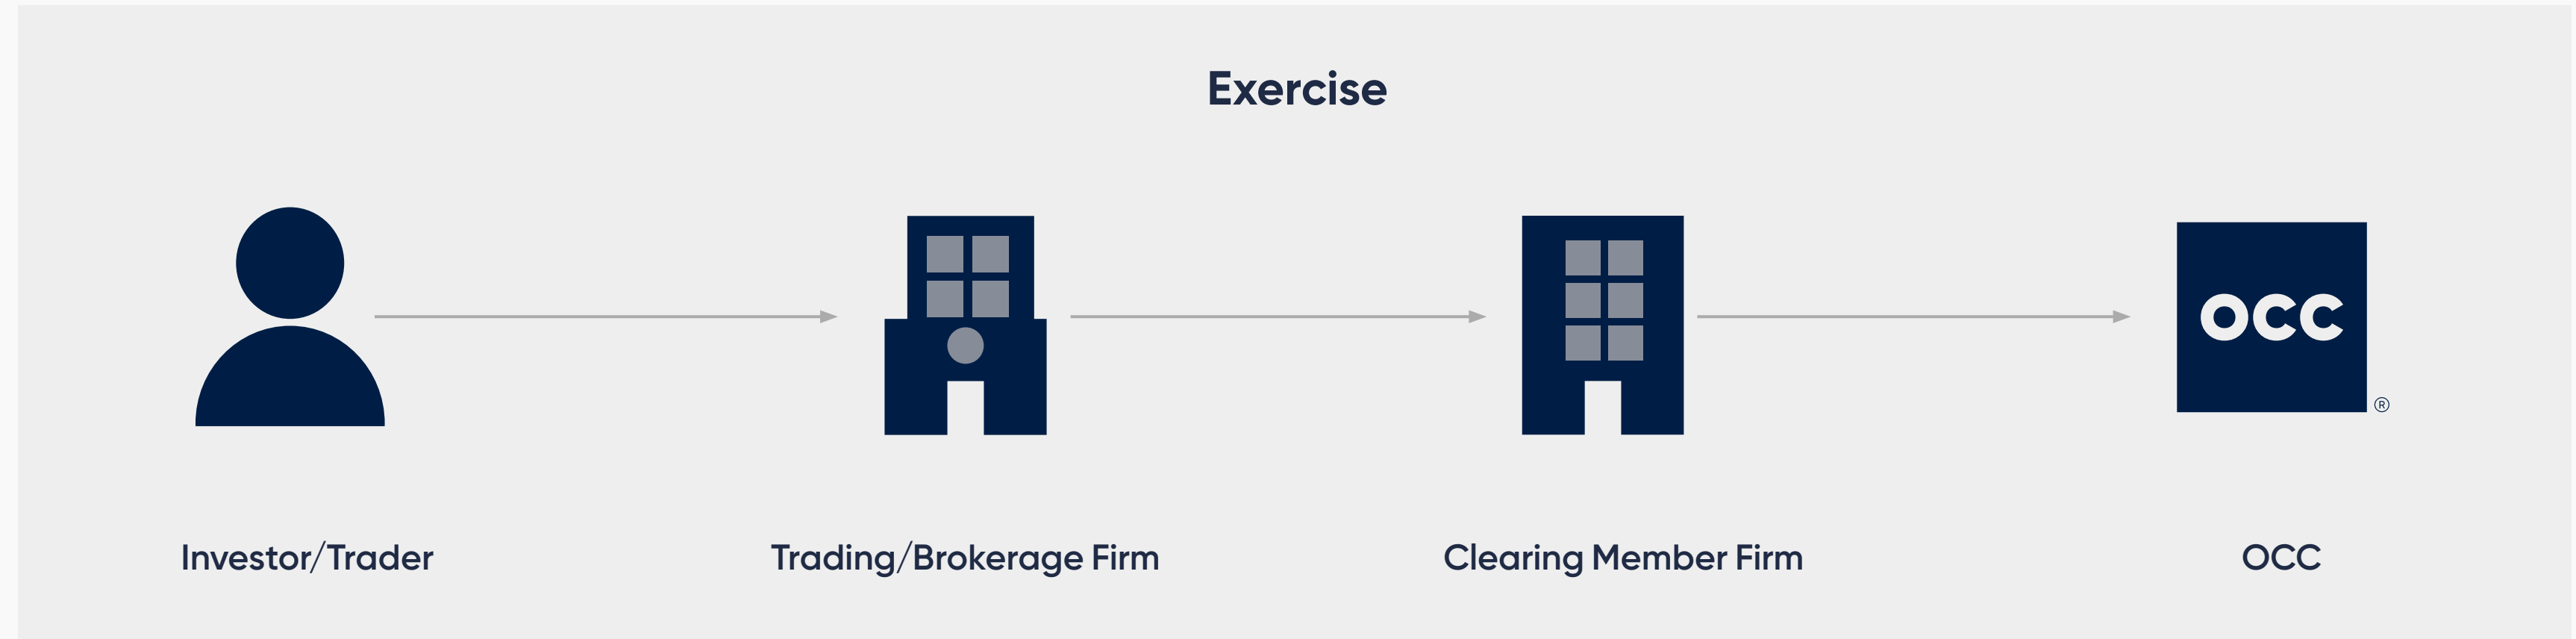 Exercise
occ
®
Investor/Trader
Trading/Brokerage Firm
Clearing Member Firm
OCC